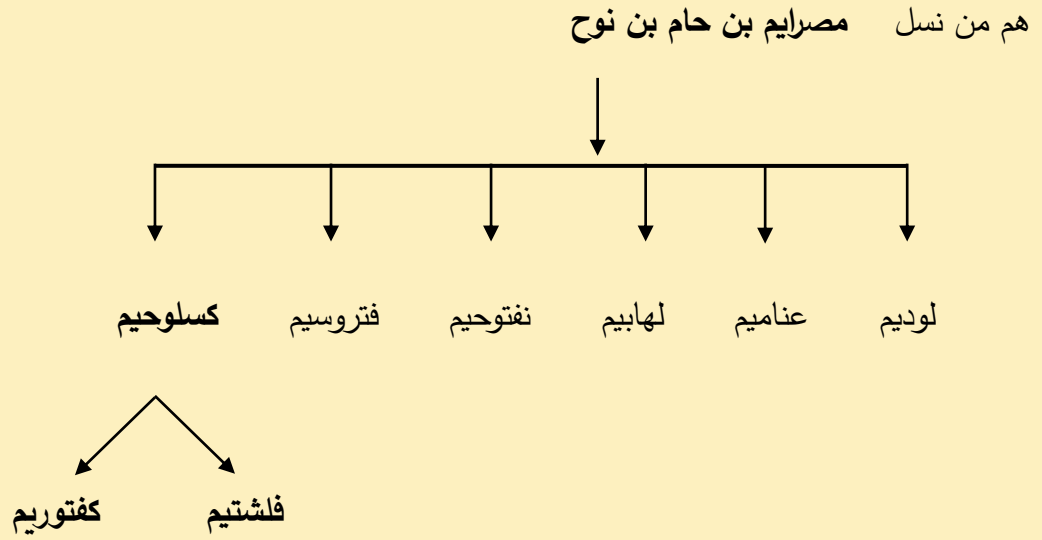 هم من نسل مصرايم بن حام بن نوح
لوديم عناميم لهابيم نفتوحيم فتروسيم كسلوحيم
فلشتيم كفتوريم